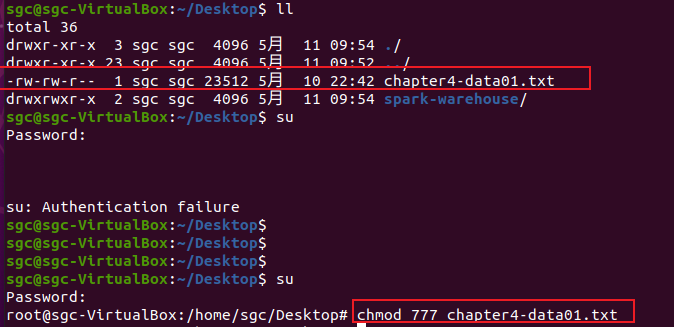 sgc@sgc-VirtualBox:~/Desktop$ ll
total 36
drwxr-xr-x  3 sgc sgc  4096 5月  11 09:54 ./
drwxr-xr-x 23 sgc sgc  4096 5月  11 09:52 ../
-rw-rw-r--  1 sgc sgc 23512 5月  10 22:42 chapter4-data01.txt
drwxrwxr-x  2 sgc sgc  4096 5月  11 09:54 spark-warehouse/
sgc@sgc-VirtualBox:~/Desktop$ su
Password:
su: Authentication failure
sgc@sgc-VirtualBox:~/Desktop$
sgc@sgc-VirtualBox:~/Desktop$
sgc@sgc-VirtualBox:~/Desktop$
sgc@sgc-VirtualBox:~/Desktop$ su
Password:
root@sgc-VirtualBox:/home/sgc/Desktop# chmod 777 chapter4-data01.txt